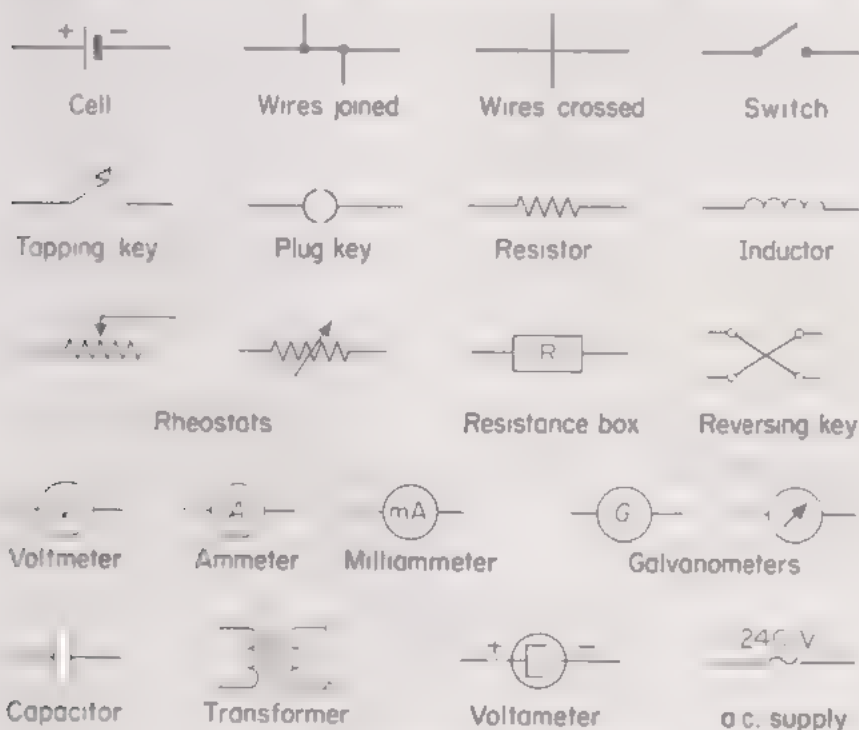 + −
Cell Wires joined Wires crossed Switch
Tapping key Plug key Resistor Inductor
R
Rheostats Resistance box Reversing key
A mA G
Voltmeter Ammeter Milliammeter Galvanometers
+ − V
Capacitor Transformer Voltameter a.c. supply